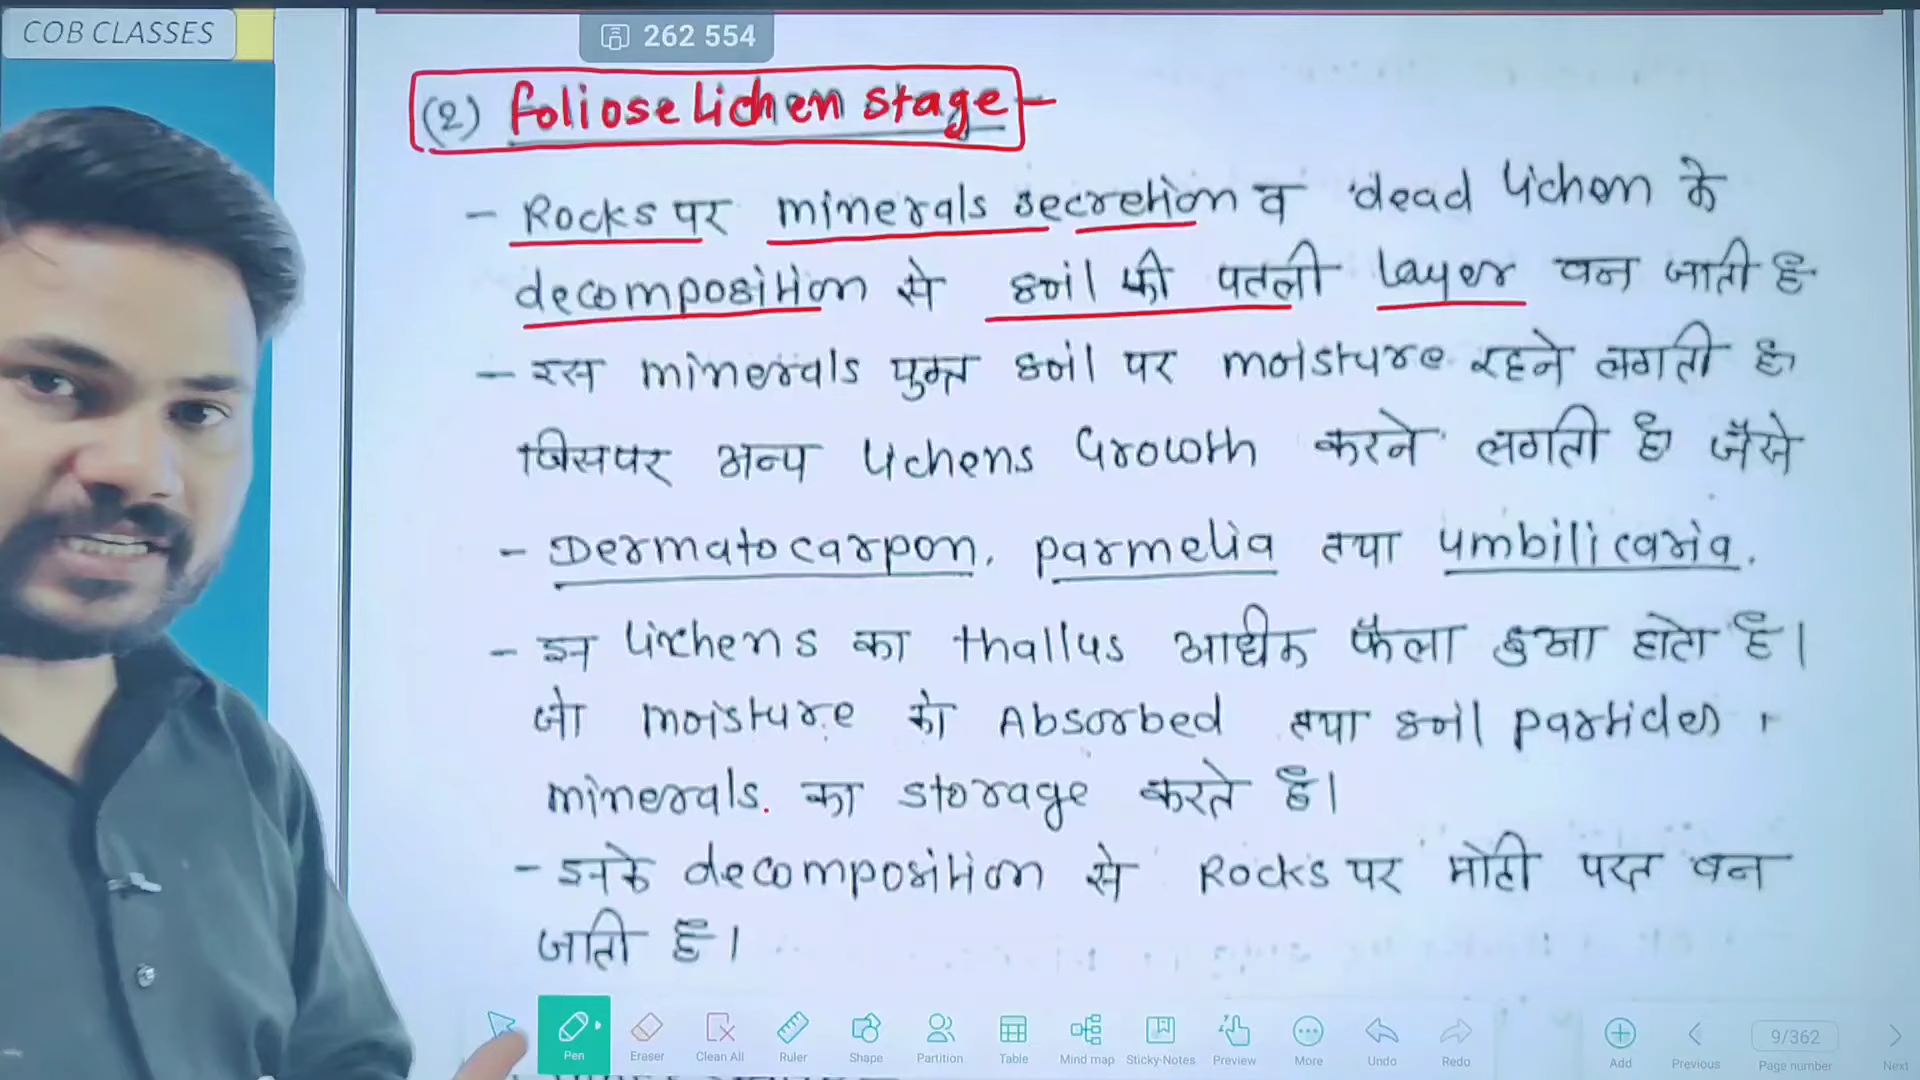 COB CLASSES
262 554
(2) foliose lichen stage -
- Rocks पर minerals secretion व dead lichen के
decomposition से soil की पतली layer बन जाती है
- इस minerals युक्त soil पर moisture रहने लगती है।
जिसपर अन्य lichens Growth करने लगती है। जैसे
- Dermatocarpon, parmelia तथा umbilicaria.
- इन lichens का thallus अधिक फैला हुआ होता है।
जो moisture को Absorbed तथा soil particles,
minerals. का storage करते है।
- इनके decomposition से Rocks पर मोटी परत बन
जाती है।
Pen Eraser Clean All Ruler Shape Partition Table Mind map Sticky-Notes Preview More Undo Redo Add Previous 9/362 Page number Next